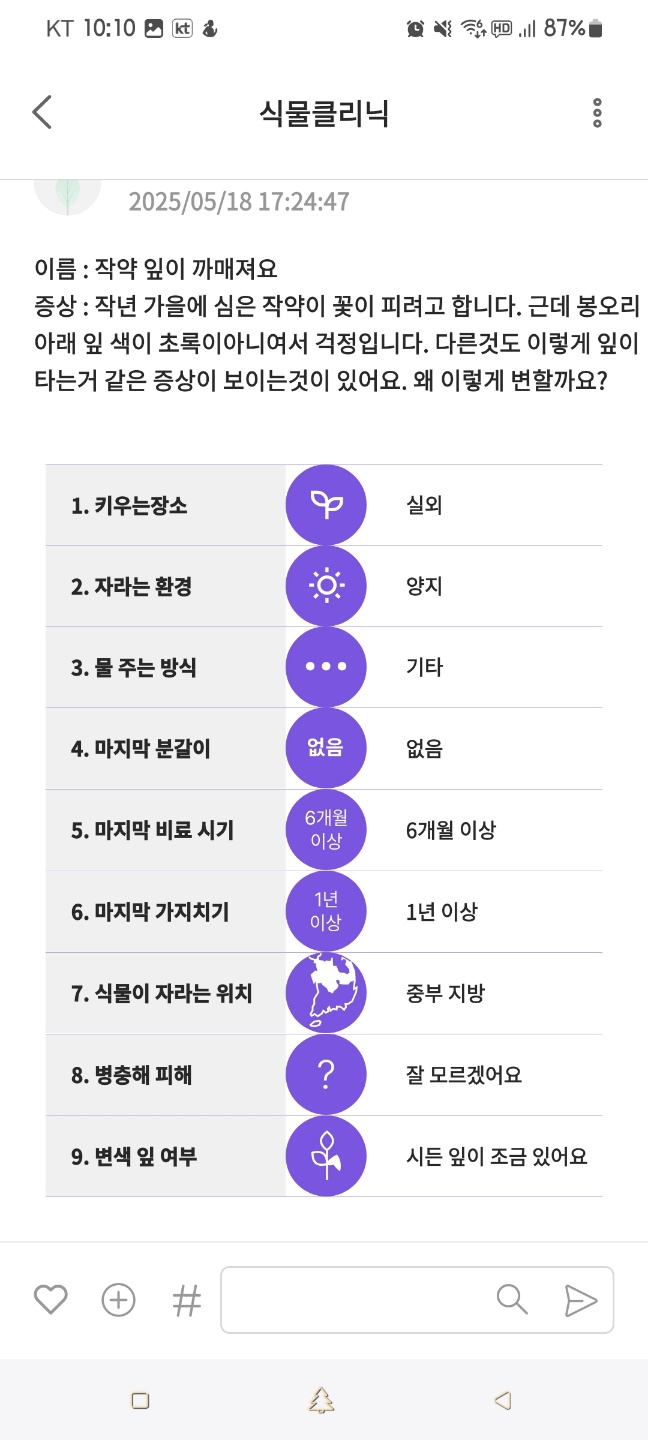 KT 10:10 kt HD 87%
식물클리닉
2025/05/18 17:24:47
이름 : 작약 잎이 까매져요
증상 : 작년 가을에 심은 작약이 꽃이 피려고 합니다. 근데 봉오리
아래 잎 색이 초록이아니여서 걱정입니다. 다른것도 이렇게 잎이
타는거 같은 증상이 보이는것이 있어요. 왜 이렇게 변할까요?
1. 키우는장소 실외
2. 자라는 환경 양지
3. 물 주는 방식 기타
4. 마지막 분갈이 없음 없음
5. 마지막 비료 시기 6개월 이상 6개월 이상
6. 마지막 가지치기 1년 이상 1년 이상
7. 식물이 자라는 위치 중부 지방
8. 병충해 피해 ? 잘 모르겠어요
9. 변색 잎 여부 시든 잎이 조금 있어요
#